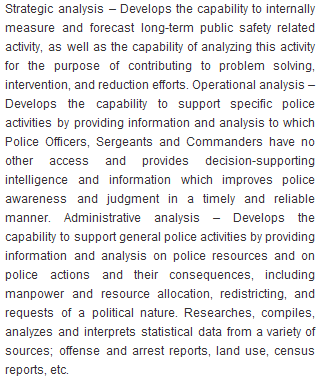 Strategic analysis – Develops the capability to internally
measure and forecast long-term public safety related
activity, as well as the capability of analyzing this activity
for the purpose of contributing to problem solving,
intervention, and reduction efforts. Operational analysis –
Develops the capability to support specific police
activities by providing information and analysis to which
Police Officers, Sergeants and Commanders have no
other access and provides decision-supporting
intelligence and information which improves police
awareness and judgment in a timely and reliable
manner. Administrative analysis – Develops the
capability to support general police activities by providing
information and analysis on police resources and on
police actions and their consequences, including
manpower and resource allocation, redistricting, and
requests of a political nature. Researches, compiles,
analyzes and interprets statistical data from a variety of
sources; offense and arrest reports, land use, census
reports, etc.